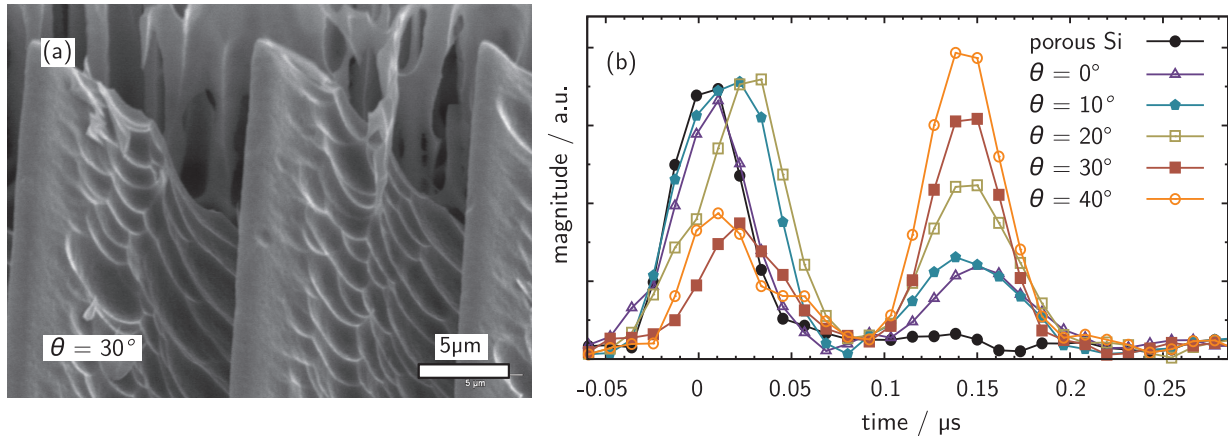 (a)
θ = 30°
5μm
5 μm
(b)
porous Si
θ = 0°
θ = 10°
θ = 20°
θ = 30°
θ = 40°
magnitude / a.u.
-0.05 0 0.05 0.1 0.15 0.2 0.25
time / μs